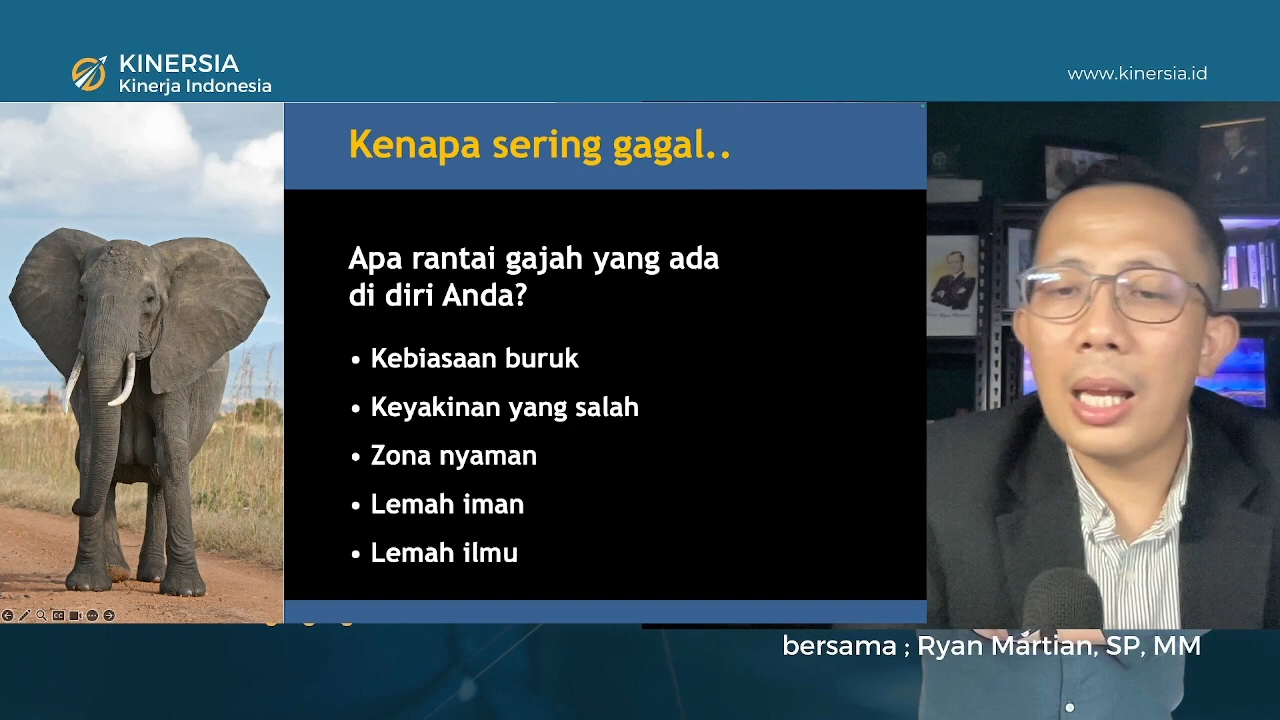 KINERSIA
Kinerja Indonesia
www.kinersia.id
Kenapa sering gagal..
Apa rantai gajah yang ada
di diri Anda?
• Kebiasaan buruk
• Keyakinan yang salah
• Zona nyaman
• Lemah iman
• Lemah ilmu
bersama ; Ryan Martian, SP, MM